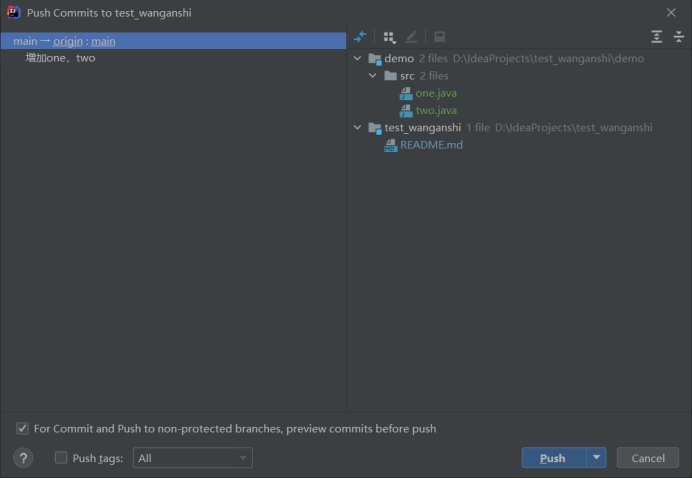 Push Commits to test_wanganshi
main → origin : main
增加one，two
demo 2 files D:\IdeaProjects\test_wanganshi\demo
src 2 files
one.java
two.java
test_wanganshi 1 file D:\IdeaProjects\test_wanganshi
README.md
For Commit and Push to non-protected branches, preview commits before push
? Push tags: All Push Cancel